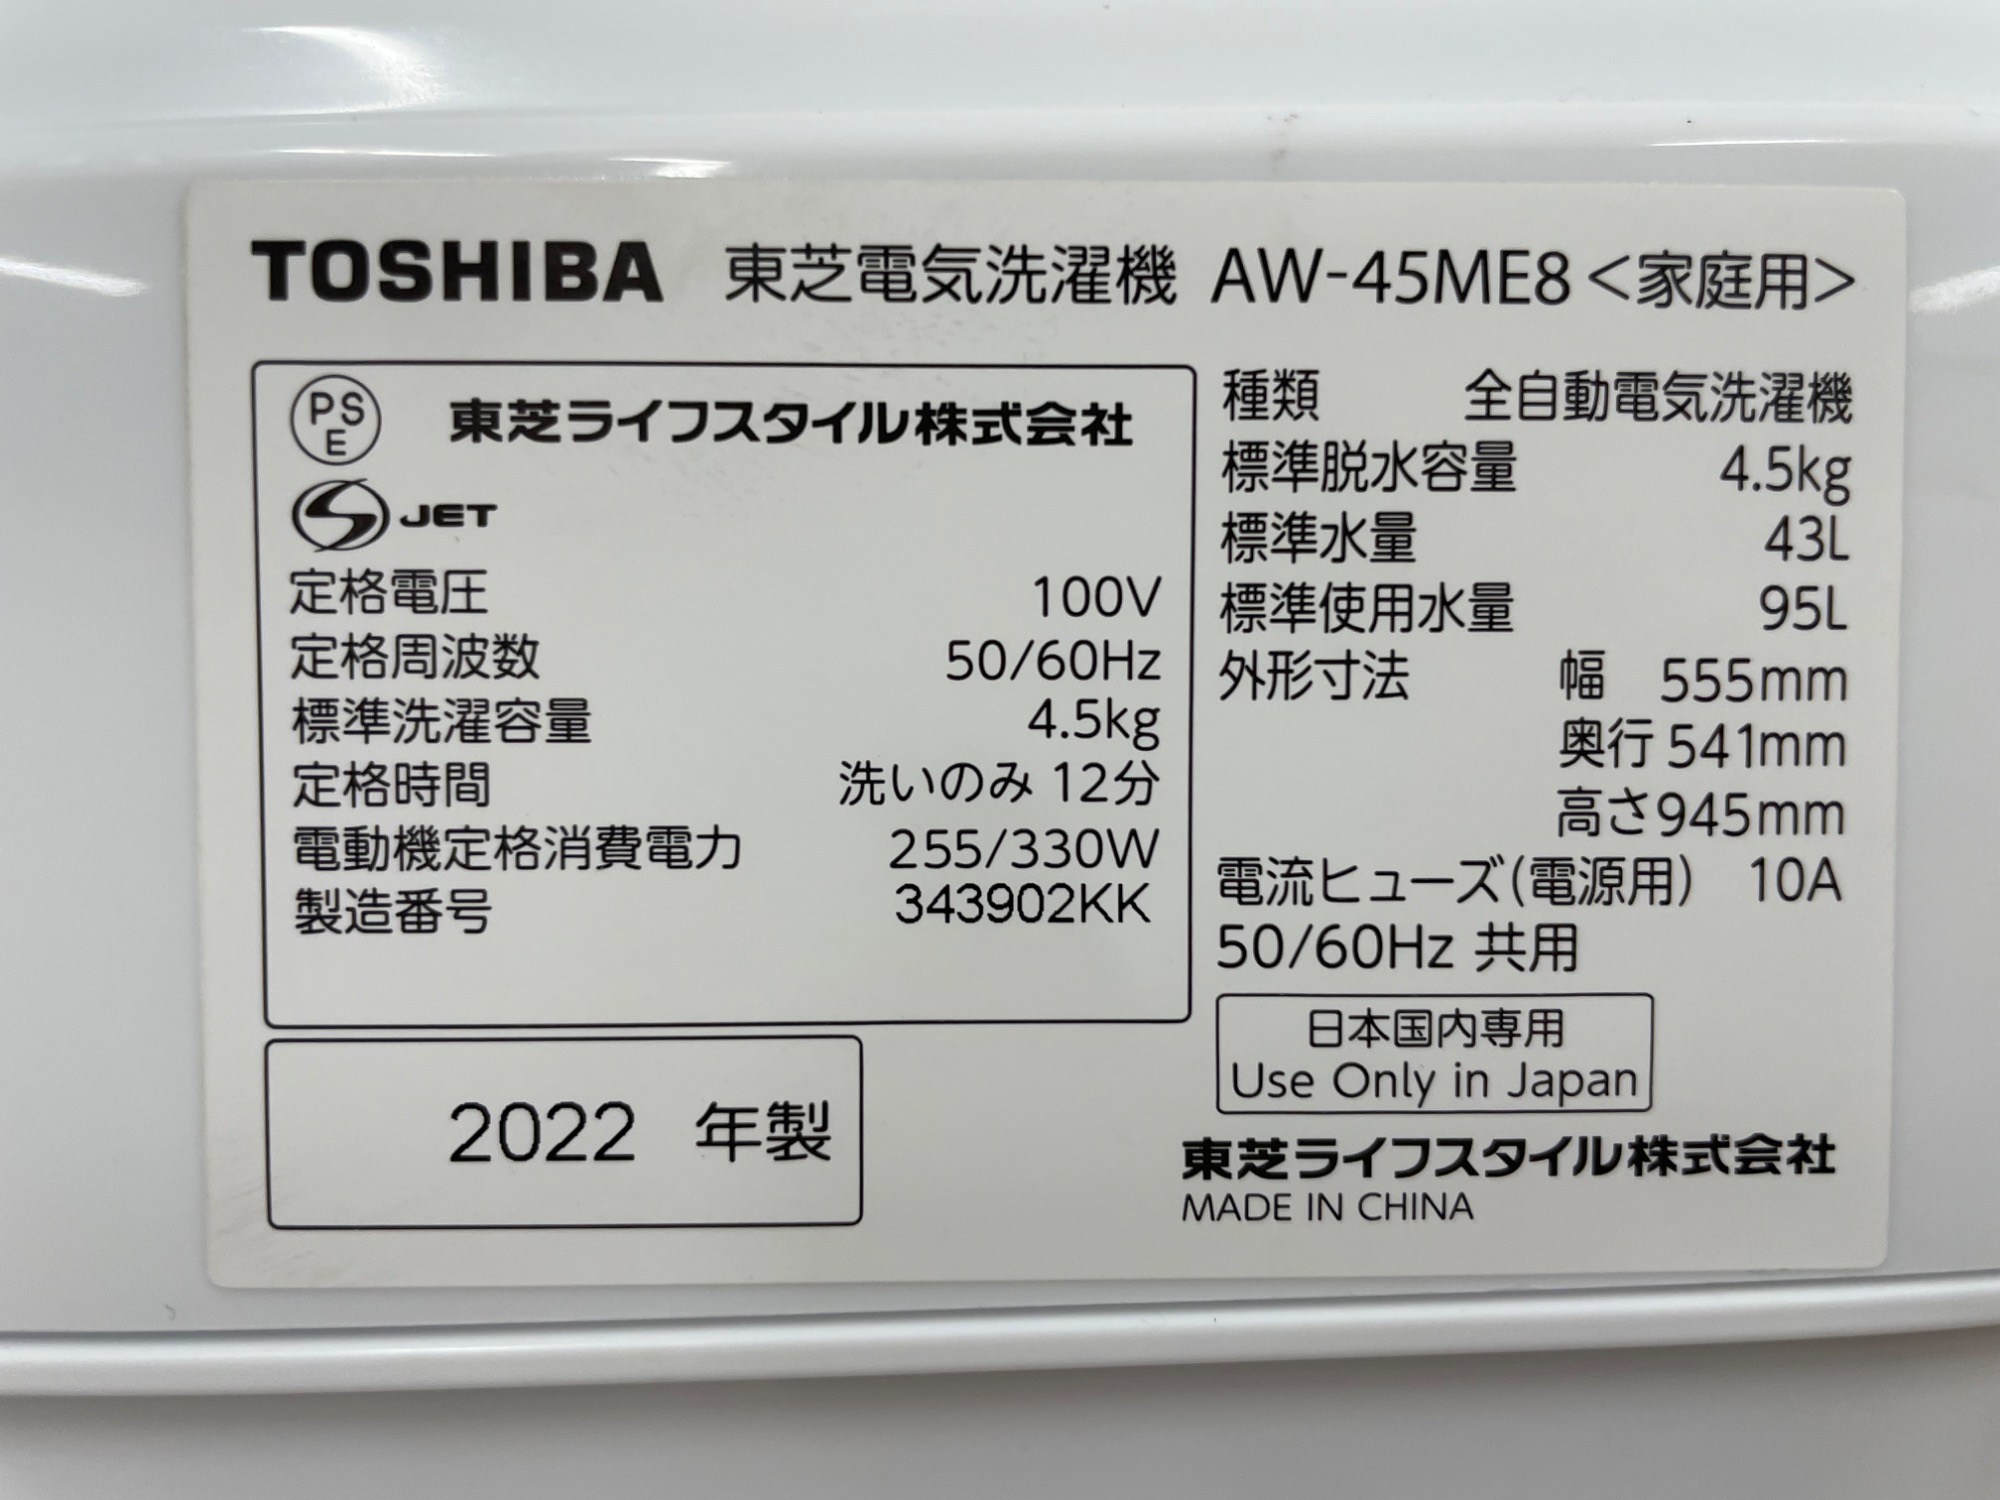 TOSHIBA 東芝電気洗濯機 AW-45ME8<家庭用>
PSE 東芝ライフスタイル株式会社
S JET
定格電圧 100V
定格周波数 50/60Hz
標準洗濯容量 4.5kg
定格時間 洗いのみ 12分
電動機定格消費電力 255/330W
製造番号 343902KK
2022 年製
種類 全自動電気洗濯機
標準脱水容量 4.5kg
標準水量 43L
標準使用水量 95L
外形寸法 幅 555mm
奥行 541mm
高さ945mm
電流ヒューズ(電源用) 10A
50/60Hz 共用
日本国内専用
Use Only in Japan
東芝ライフスタイル株式会社
MADE IN CHINA